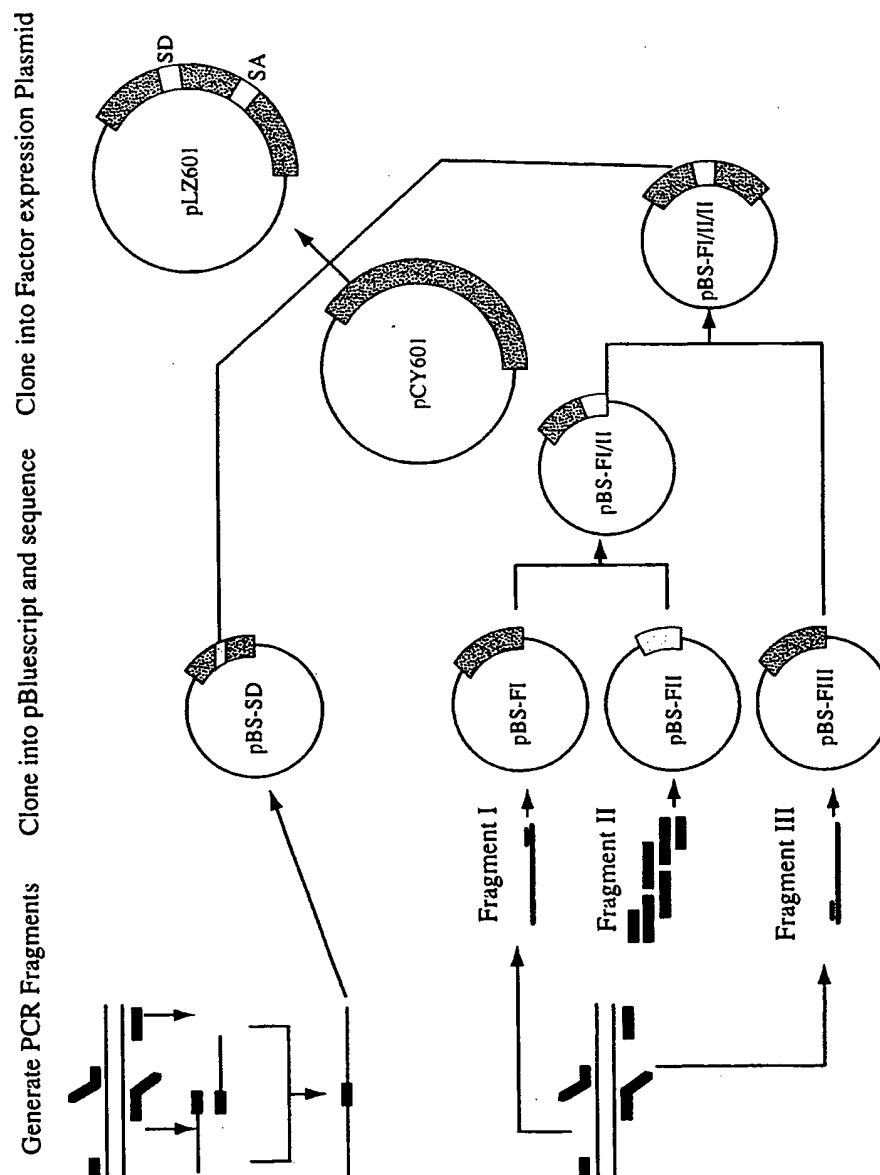 Generate PCR Fragments
Clone into pBluescript and sequence
Clone into Factor expression Plasmid
pBS-SD
pLZ601
SD
SA
pCY601
Fragment I
pBS-FI
Fragment II
pBS-FII
Fragment III
pBS-FIII
pBS-FI/II
pBS-FI/II/II